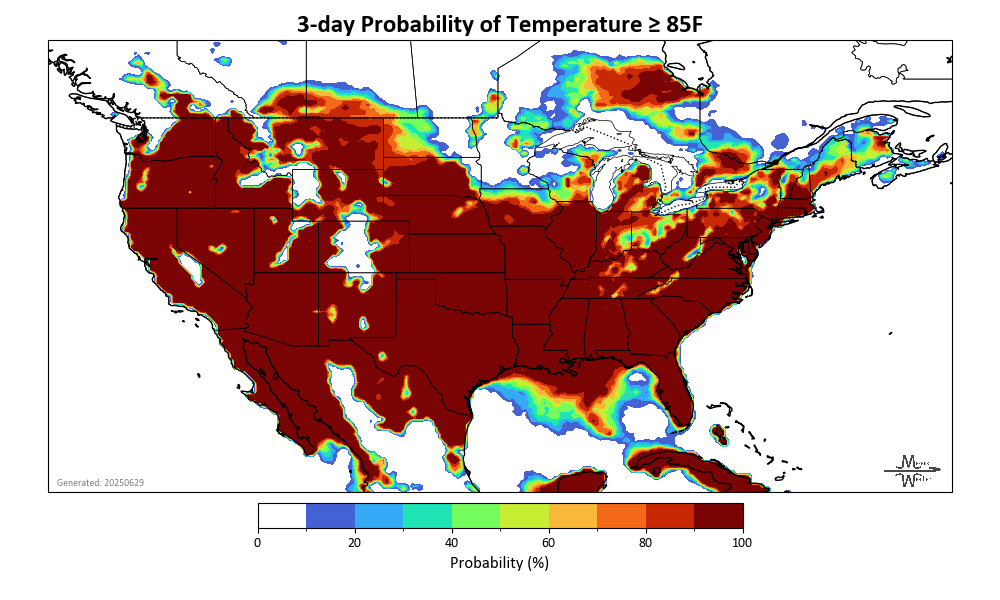 3-day Probability of Temperature ≥ 85F
Generated: 20250629
0 20 40 60 80 100
Probability (%)